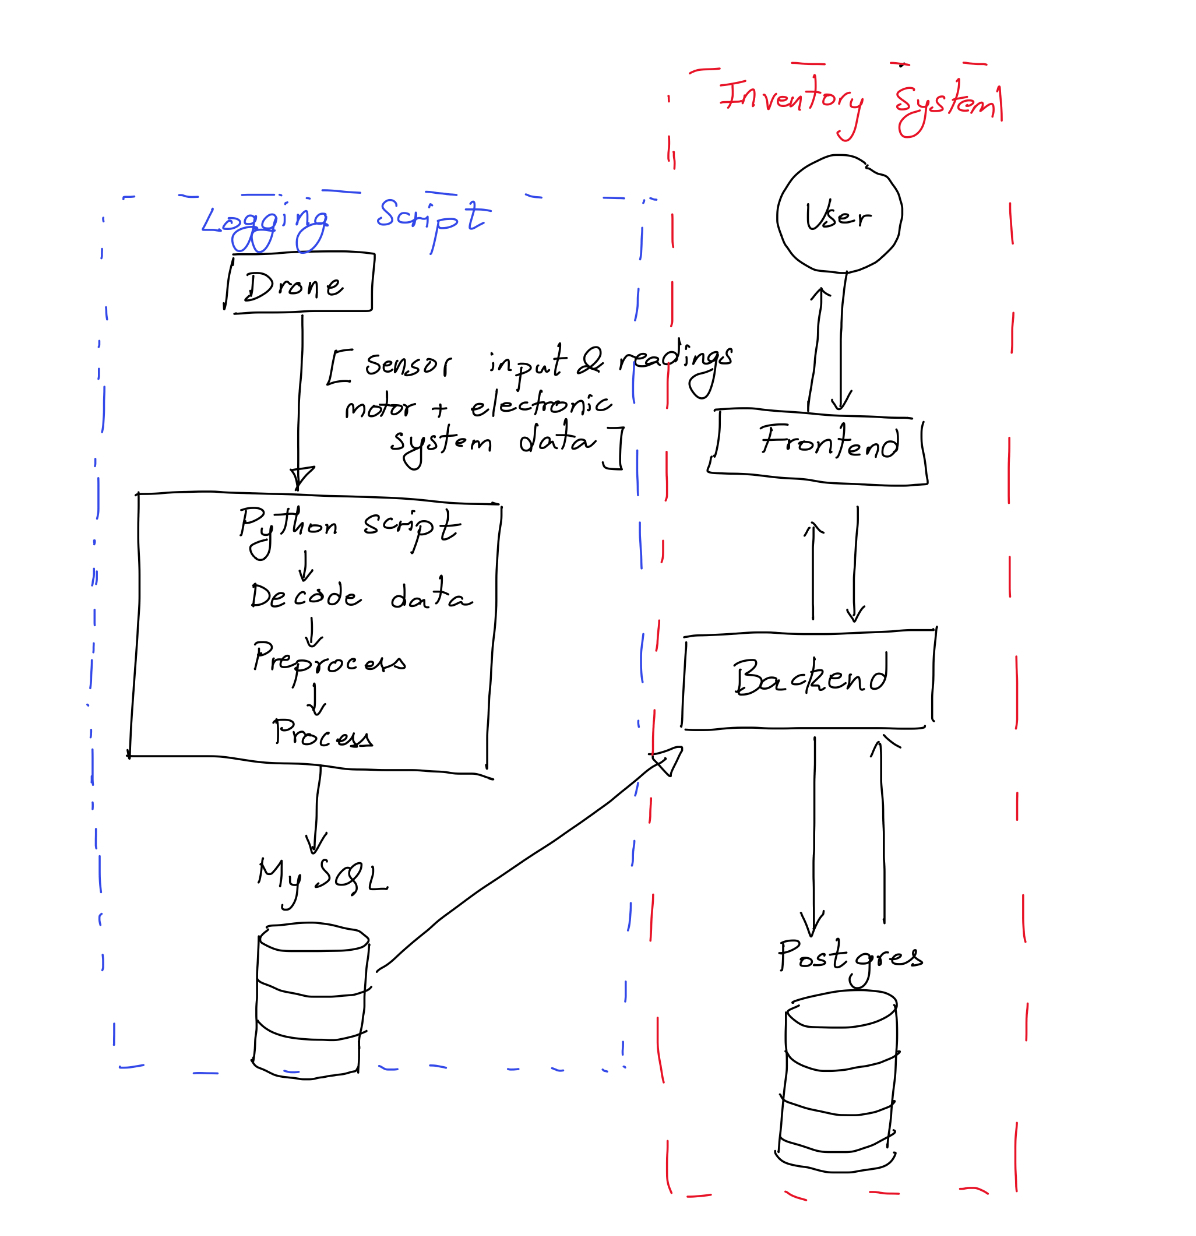 Inventory System
User
Logging Script
Drone
[ sensor input & readings
motor + electronic
system data ]
Frontend
Python script
Decode data
Preprocess
Process
Backend
MySQL
Postgres